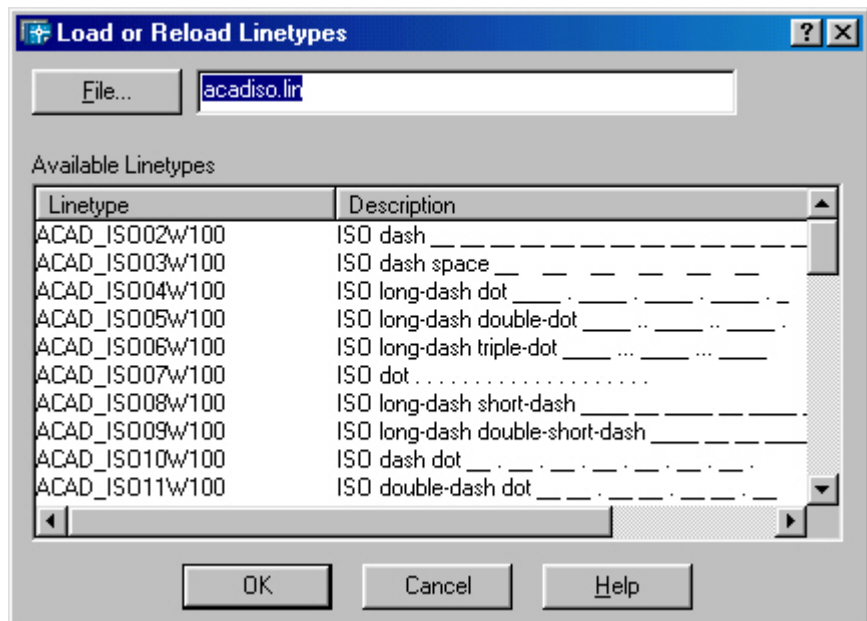 Load or Reload Linetypes
File... acadiso.lin
Available Linetypes
Linetype Description
ACAD_ISO02W100 ISO dash __ __ __ __ __ __ __ __ __ __ __ __ __
ACAD_ISO03W100 ISO dash space __ __ __ __ __ __
ACAD_ISO04W100 ISO long-dash dot ____ . ____ . ____ . ____ . _
ACAD_ISO05W100 ISO long-dash double-dot ____ .. ____ .. ____ .
ACAD_ISO06W100 ISO long-dash triple-dot ____ ... ____ ... ____
ACAD_ISO07W100 ISO dot . . . . . . . . . . . . . . . . . . . .
ACAD_ISO08W100 ISO long-dash short-dash ____ __ ____ __ ____ _
ACAD_ISO09W100 ISO long-dash double-short-dash ____ __ __ ____
ACAD_ISO10W100 ISO dash dot __ . __ . __ . __ . __ . __ . __ .
ACAD_ISO11W100 ISO double-dash dot __ __ . __ __ . __ __ . __
OK Cancel Help